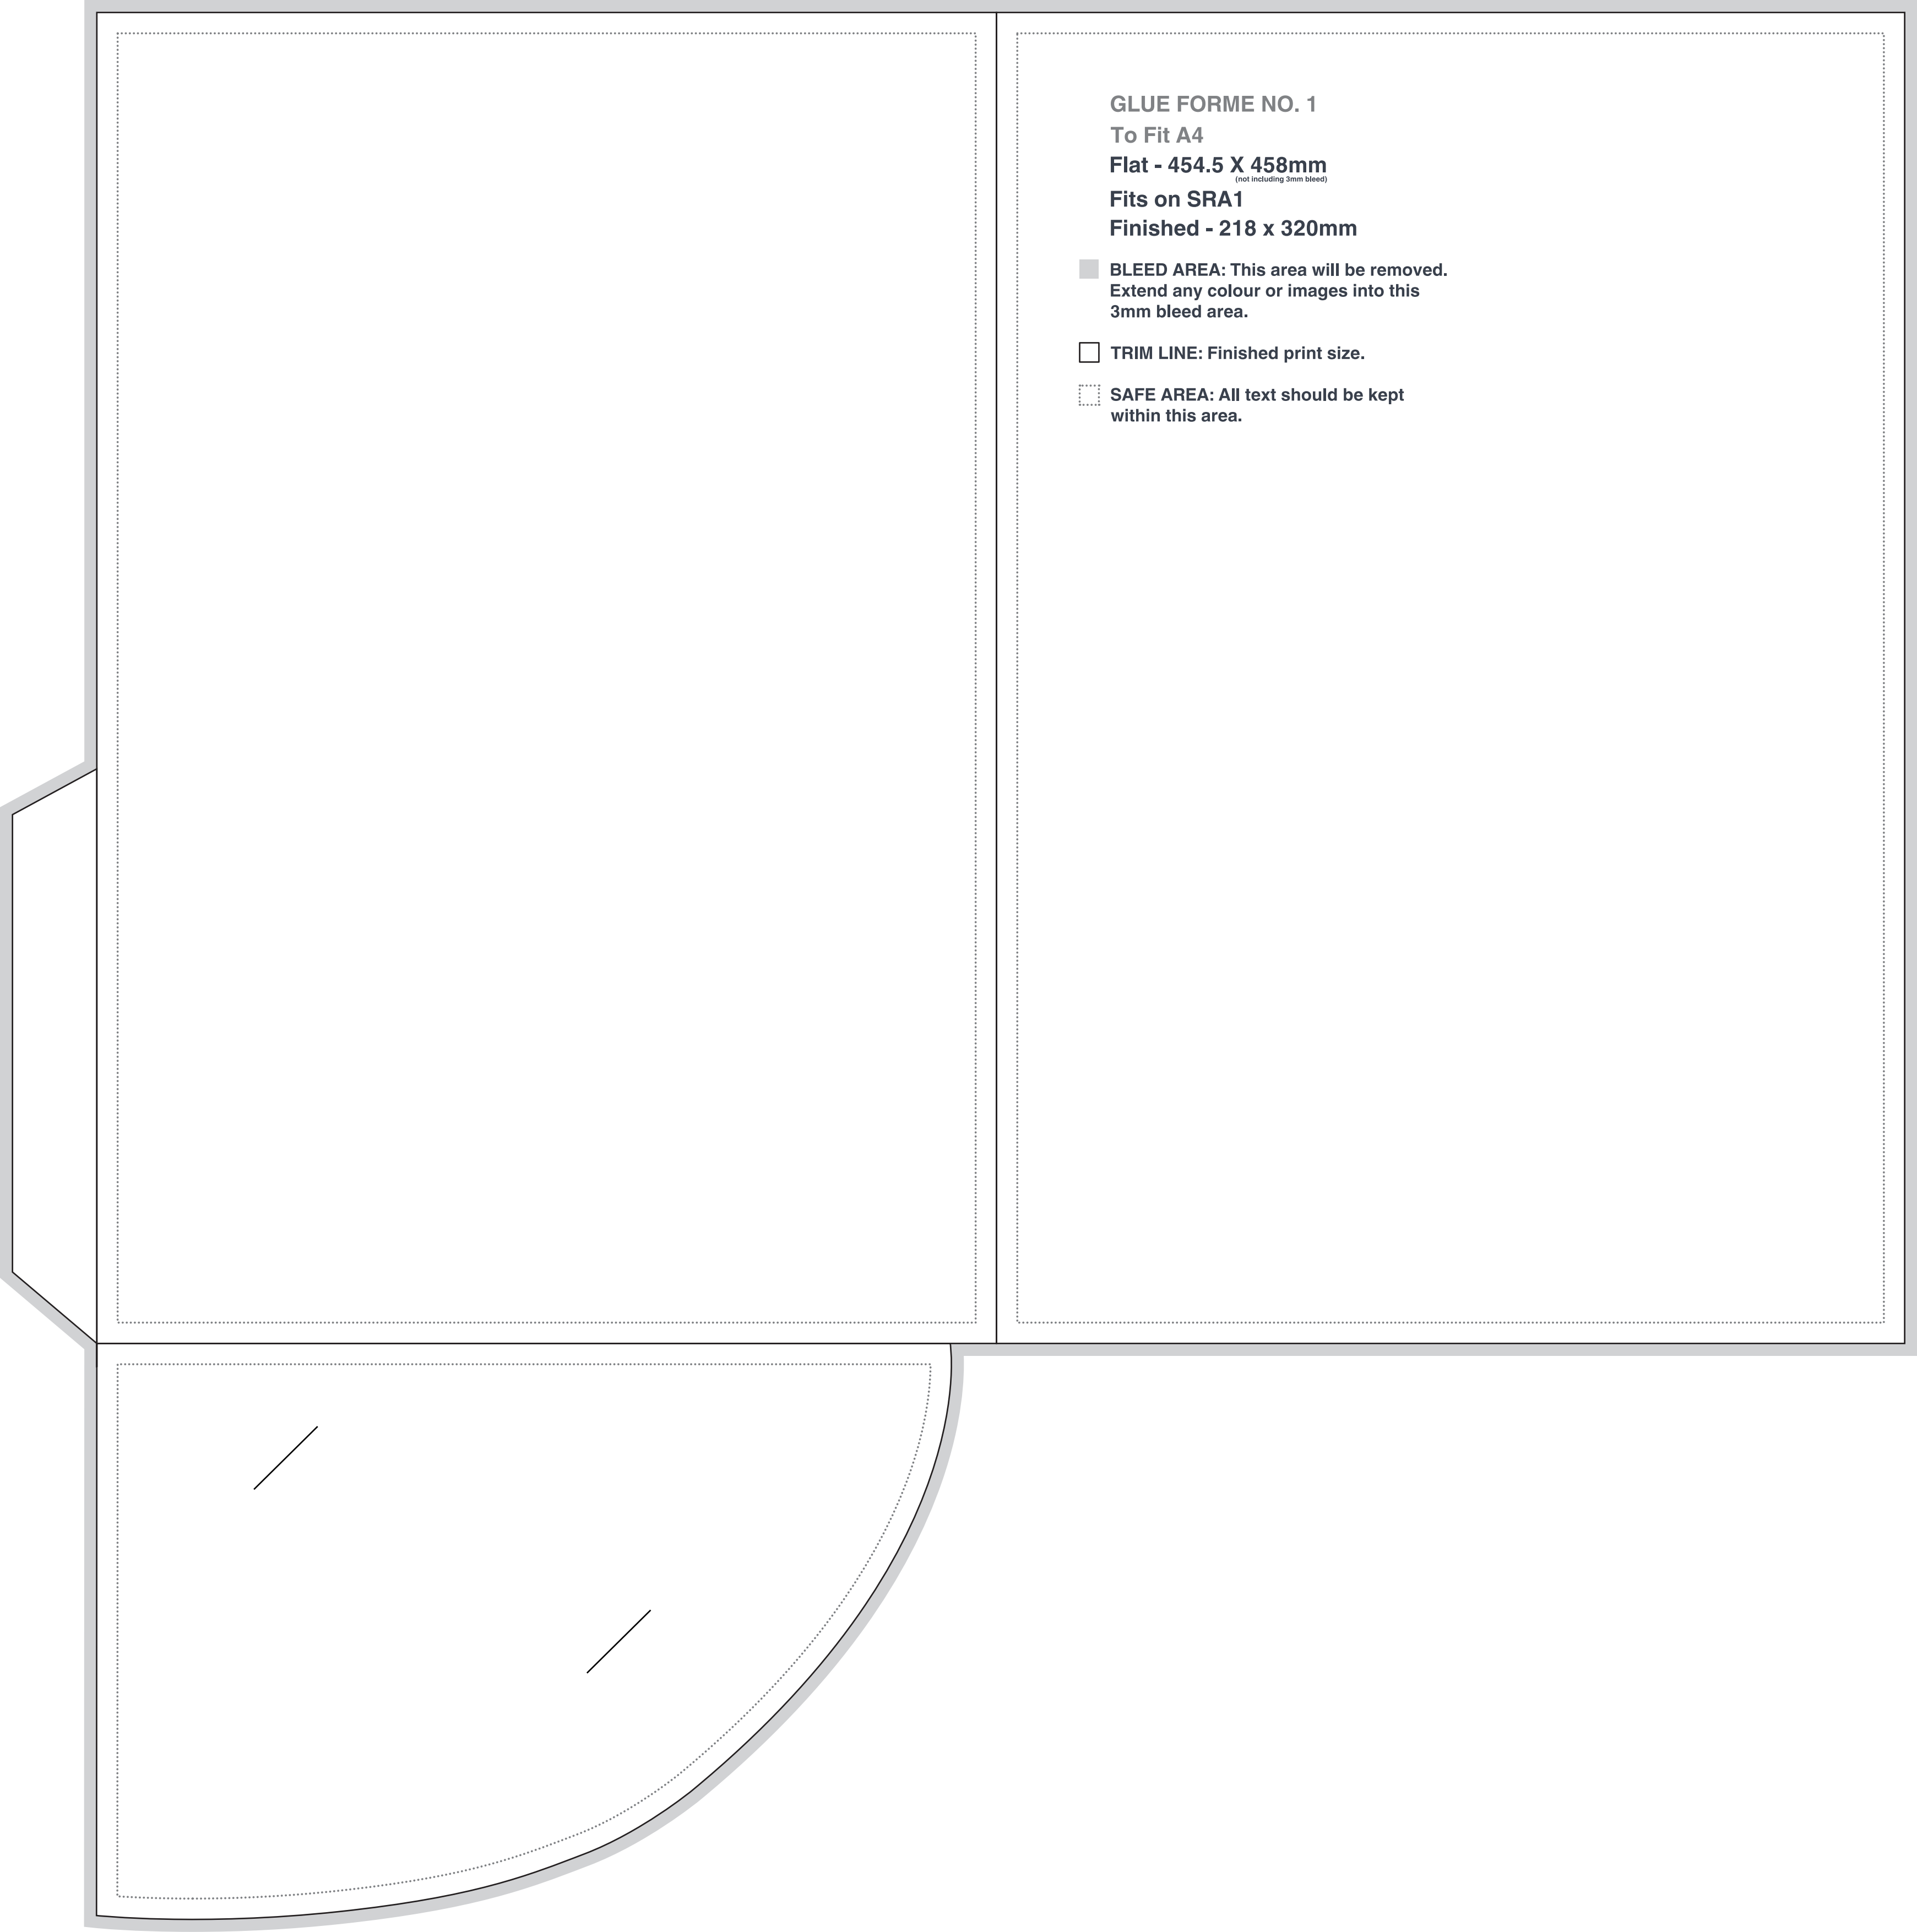 GLUE FORME NO. 1
To Fit A4
Flat - 454.5 X 458mm
(not including 3mm bleed)
Fits on SRA1
Finished - 218 x 320mm
BLEED AREA: This area will be removed.
Extend any colour or images into this
3mm bleed area.
TRIM LINE: Finished print size.
SAFE AREA: All text should be kept
within this area.